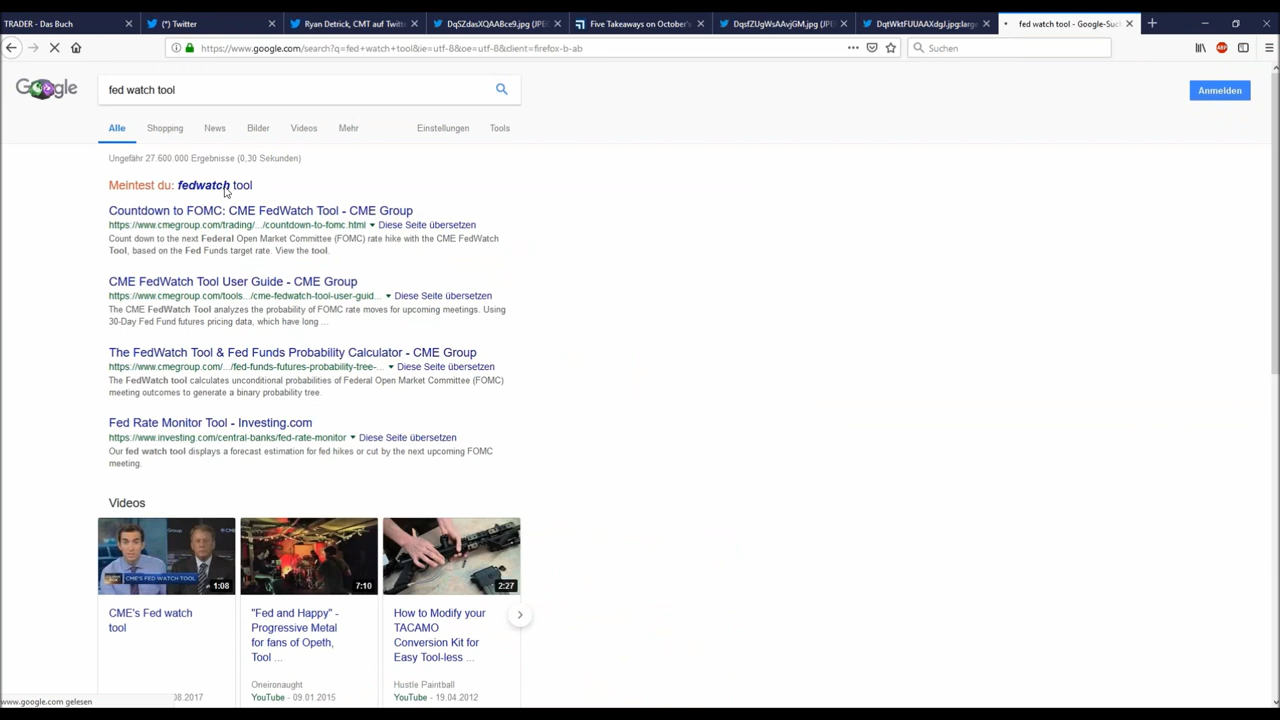 TRADER - Das Buch
(*) Twitter
Ryan Detrick, CMT auf Twitt
DqSZdasXQAABce9.jpg (JPE
Five Takeaways on October's
DqsfZUgWsAAvjGM.jpg (JP
DqtWktFUUAAXdgJ.jpg:large
fed watch tool - Google-Suc
https://www.google.com/search?q=fed+watch+tool&ie=utf-8&oe=utf-8&client=firefox-b-ab
Suchen
ABP
Google
fed watch tool
Anmelden
Alle
Shopping
News
Bilder
Videos
Mehr
Einstellungen
Tools
Ungefähr 27.600.000 Ergebnisse (0,30 Sekunden)
Meintest du: fedwatch tool
Countdown to FOMC: CME FedWatch Tool - CME Group
https://www.cmegroup.com/trading/.../countdown-to-fomc.html ▾ Diese Seite übersetzen
Count down to the next Federal Open Market Committee (FOMC) rate hike with the CME FedWatch
Tool, based on the Fed Funds target rate. View the tool.
CME FedWatch Tool User Guide - CME Group
https://www.cmegroup.com/tools.../cme-fedwatch-tool-user-guid... ▾ Diese Seite übersetzen
The CME FedWatch Tool analyzes the probability of FOMC rate moves for upcoming meetings. Using
30-Day Fed Fund futures pricing data, which have long ...
The FedWatch Tool & Fed Funds Probability Calculator - CME Group
https://www.cmegroup.com/.../fed-funds-futures-probability-tree-... ▾ Diese Seite übersetzen
The FedWatch tool calculates unconditional probabilities of Federal Open Market Committee (FOMC)
meeting outcomes to generate a binary probability tree.
Fed Rate Monitor Tool - Investing.com
https://www.investing.com/central-banks/fed-rate-monitor ▾ Diese Seite übersetzen
Our fed watch tool displays a forecast estimation for fed hikes or cut by the next upcoming FOMC
meeting.
Videos
CME'S FED WATCH TOOL
1:08
7:10
2:27
CME's Fed watch
tool
"Fed and Happy" -
Progressive Metal
for fans of Opeth,
Tool ...
How to Modify your
TACAMO
Conversion Kit for
Easy Tool-less ...
Oneironaught
YouTube - 09.01.2015
Hustle Paintball
YouTube - 19.04.2012
08.2017
www.google.com gelesen